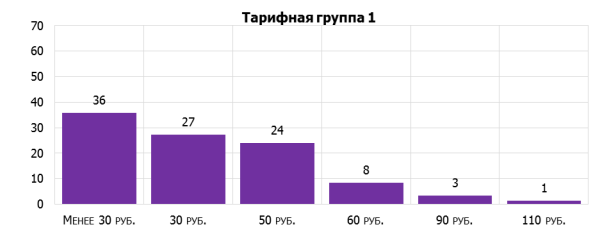 Тарифная группа 1
70
60
50
40
30
20
10
0
36
27
24
8
3
1
Менее 30 руб.
30 руб.
50 руб.
60 руб.
90 руб.
110 руб.